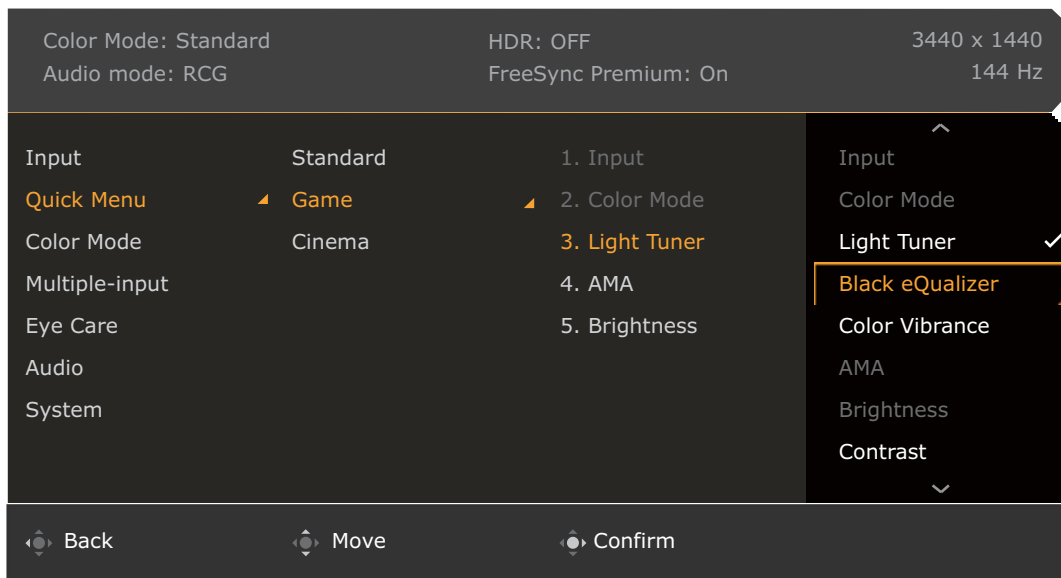 Color Mode: Standard
HDR: OFF
3440 x 1440
Audio mode: RCG
FreeSync Premium: On
144 Hz
Input
Standard
1. Input
Input
Quick Menu
Game
2. Color Mode
Color Mode
Color Mode
Cinema
3. Light Tuner
Light Tuner
Multiple-input
4. AMA
Black eQualizer
Eye Care
5. Brightness
Color Vibrance
Audio
AMA
System
Brightness
Contrast
Back
Move
Confirm